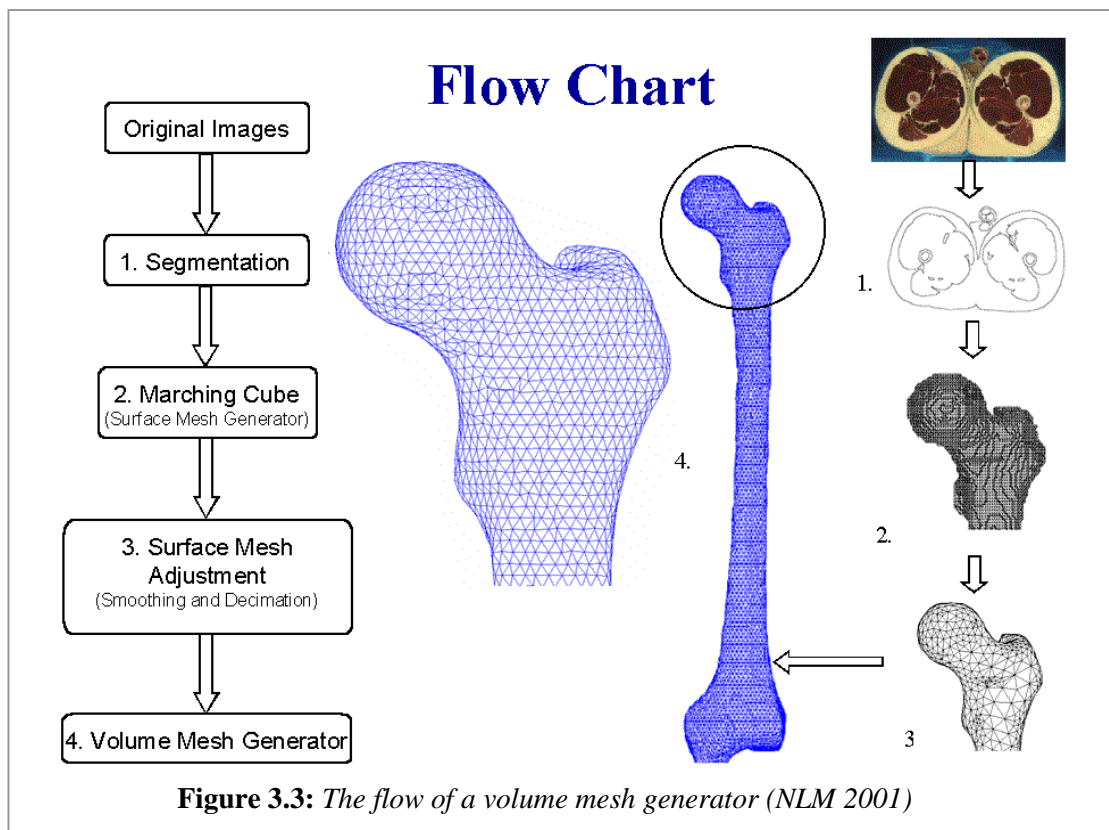 Flow Chart
Original Images
1. Segmentation
2. Marching Cube
(Surface Mesh Generator)
3. Surface Mesh
Adjustment
(Smoothing and Decimation)
4. Volume Mesh Generator
4.
1.
2.
3
Figure 3.3: The flow of a volume mesh generator (NLM 2001)